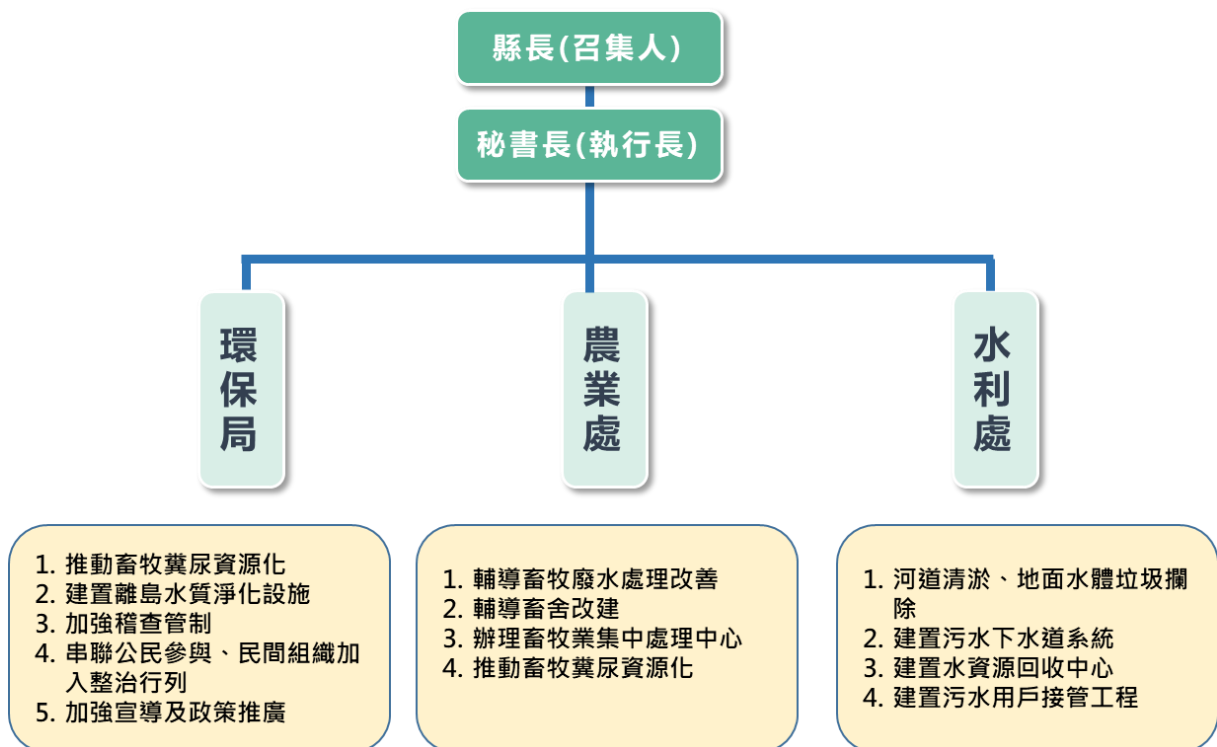 縣長(召集人)
秘書長(執行長)
環保局
農業處
水利處
1. 推動畜牧糞尿資源化
2. 建置離島水質淨化設施
3. 加強稽查管制
4. 串聯公民參與、民間組織加
入整治行列
5. 加強宣導及政策推廣
1. 輔導畜牧廢水處理改善
2. 輔導畜舍改建
3. 辦理畜牧業集中處理中心
4. 推動畜牧糞尿資源化
1. 河道清淤、地面水體垃圾攔
除
2. 建置污水下水道系統
3. 建置水資源回收中心
4. 建置污水用戶接管工程